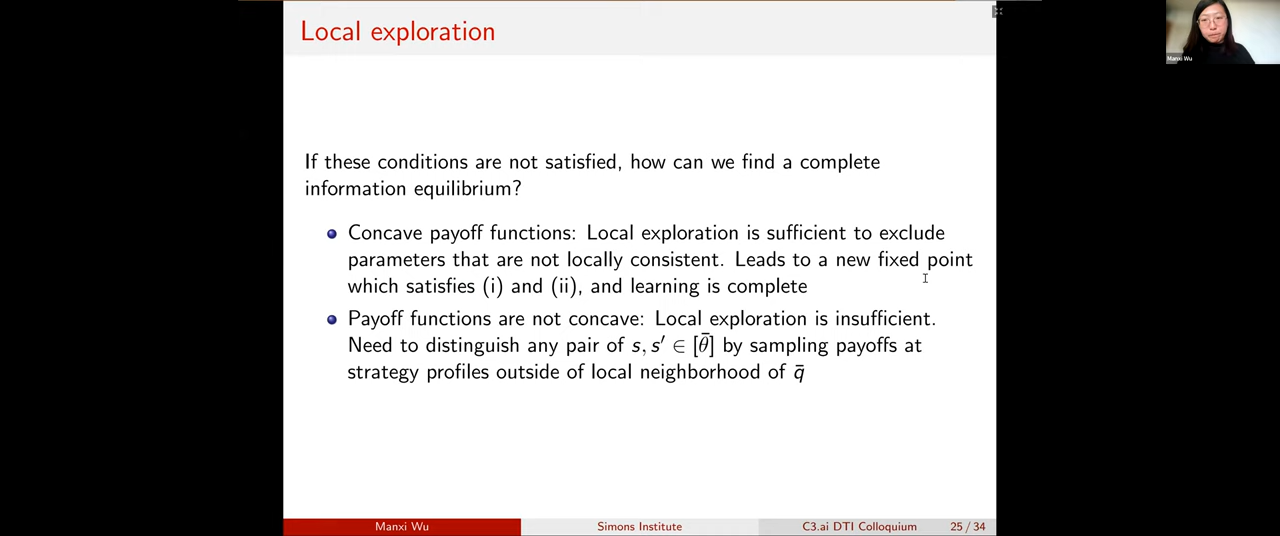 Local exploration
Manxi Wu
If these conditions are not satisfied, how can we find a complete
information equilibrium?
Concave payoff functions: Local exploration is sufficient to exclude
parameters that are not locally consistent. Leads to a new fixed point
which satisfies (i) and (ii), and learning is complete
Payoff functions are not concave: Local exploration is insufficient.
Need to distinguish any pair of s, s′ ∈ [θ̄] by sampling payoffs at
strategy profiles outside of local neighborhood of q̄
Manxi Wu
Simons Institute
C3.ai DTI Colloquium
25 / 34